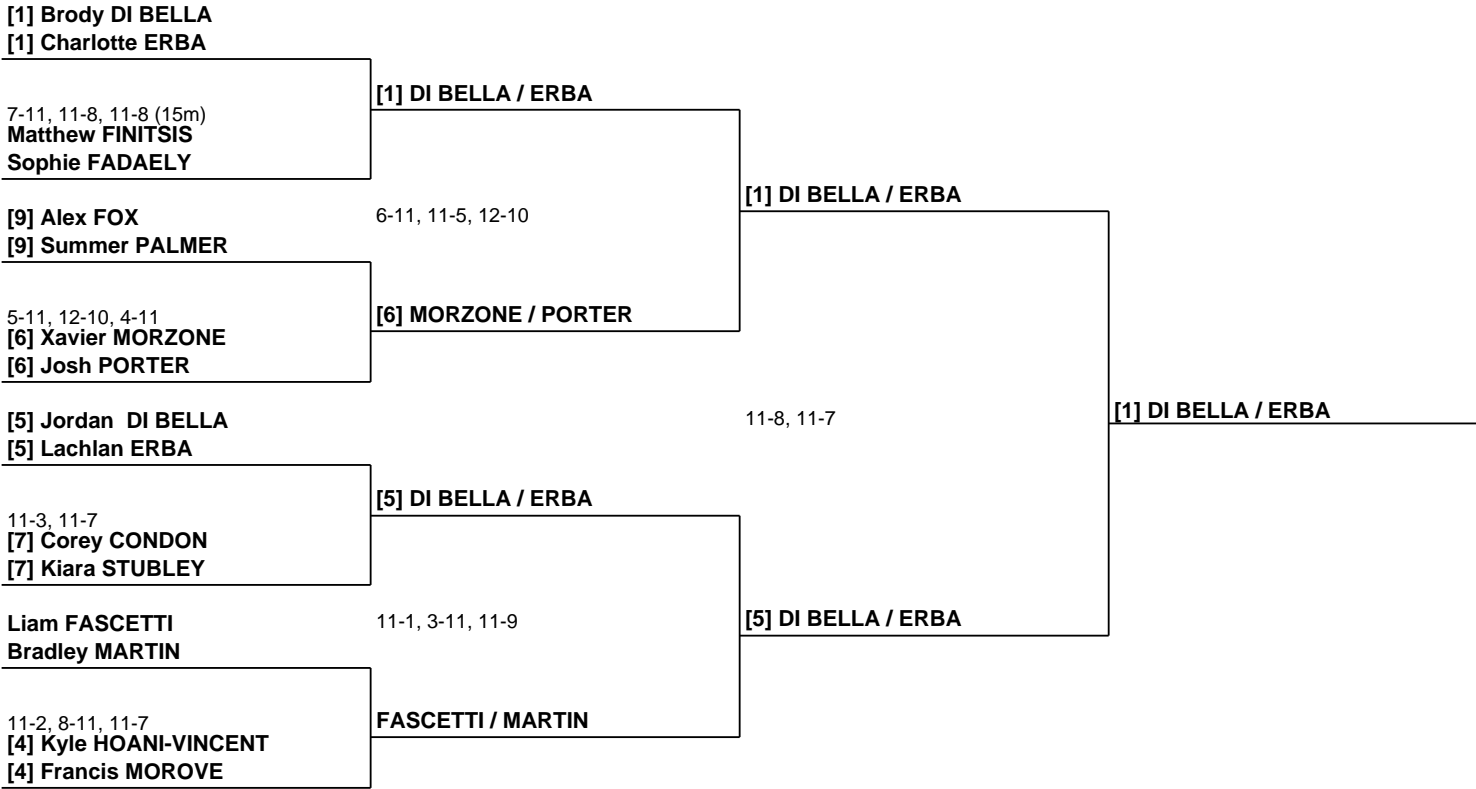 [1] Brody DI BELLA
[1] Charlotte ERBA
7-11, 11-8, 11-8 (15m)
Matthew FINITSIS
Sophie FADAELY
[9] Alex FOX
[9] Summer PALMER
5-11, 12-10, 4-11
[6] Xavier MORZONE
[6] Josh PORTER
[5] Jordan  DI BELLA
[5] Lachlan ERBA
11-3, 11-7
[7] Corey CONDON
[7] Kiara STUBLEY
Liam FASCETTI
Bradley MARTIN
11-2, 8-11, 11-7
[4] Kyle HOANI-VINCENT
[4] Francis MOROVE
[1] DI BELLA / ERBA
6-11, 11-5, 12-10
[6] MORZONE / PORTER
[5] DI BELLA / ERBA
11-1, 3-11, 11-9
FASCETTI / MARTIN
[1] DI BELLA / ERBA
11-8, 11-7
[5] DI BELLA / ERBA
[1] DI BELLA / ERBA